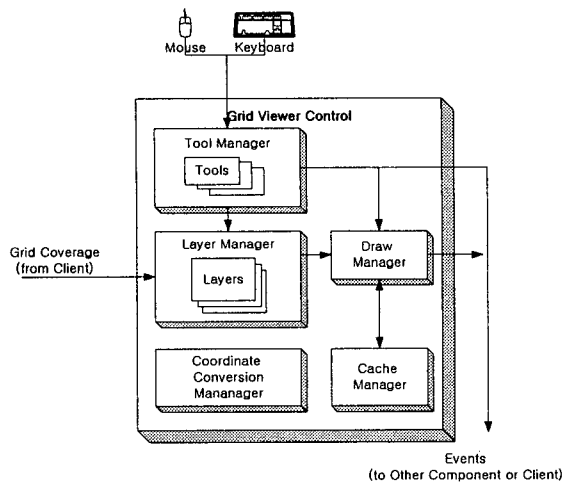 Mouse
Keyboard
Grid Viewer Control
Tool Manager
Tools
Layer Manager
Layers
Draw
Manager
Grid Coverage
(from Client)
Coordinate
Conversion
Mananager
Cache
Manager
Events
(to Other Component or Client)